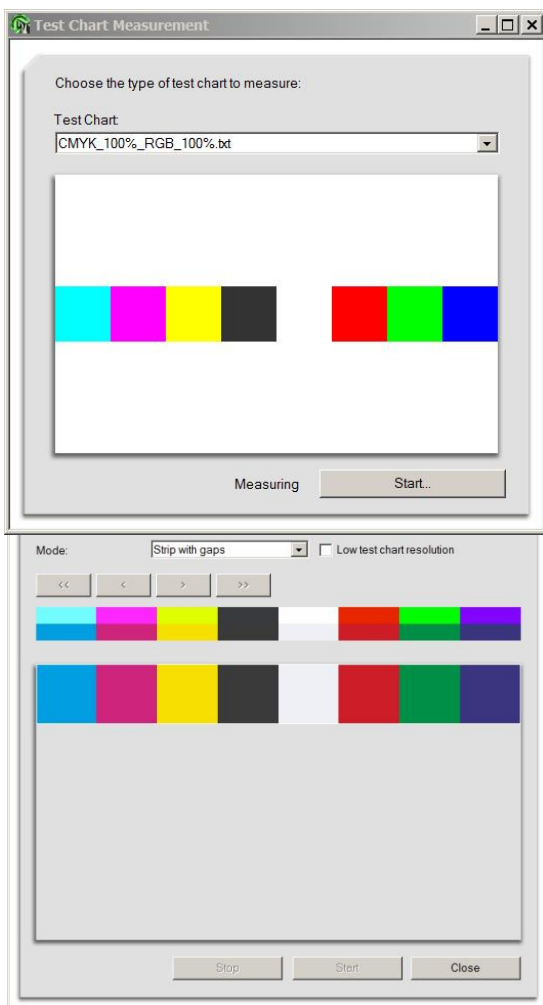 Test Chart Measurement
Choose the type of test chart to measure:
Test Chart:
CMYK_100%_RGB_100%.txt
Measuring Start...
Mode: Strip with gaps Low test chart resolution
<< < > >>
Stop Start Close